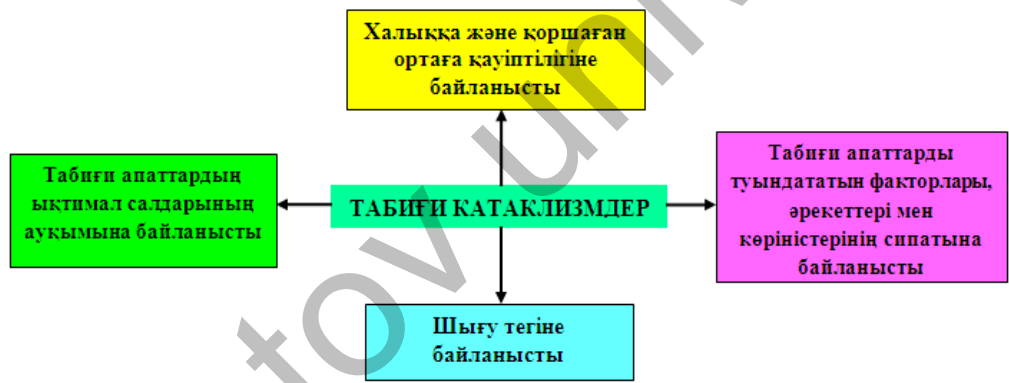 Халыққа және қоршаған
ортаға қауіптілігіне
байланысты
Табиғи апаттардың
ықтимал салдарының
ауқымына байланысты
ТАБИҒИ КАТАКЛИЗМДЕР
Табиғи апаттарды
туындататын факторлары,
әрекеттері мен
көріністерінің сипатына
байланысты
Шығу тегіне
байланысты